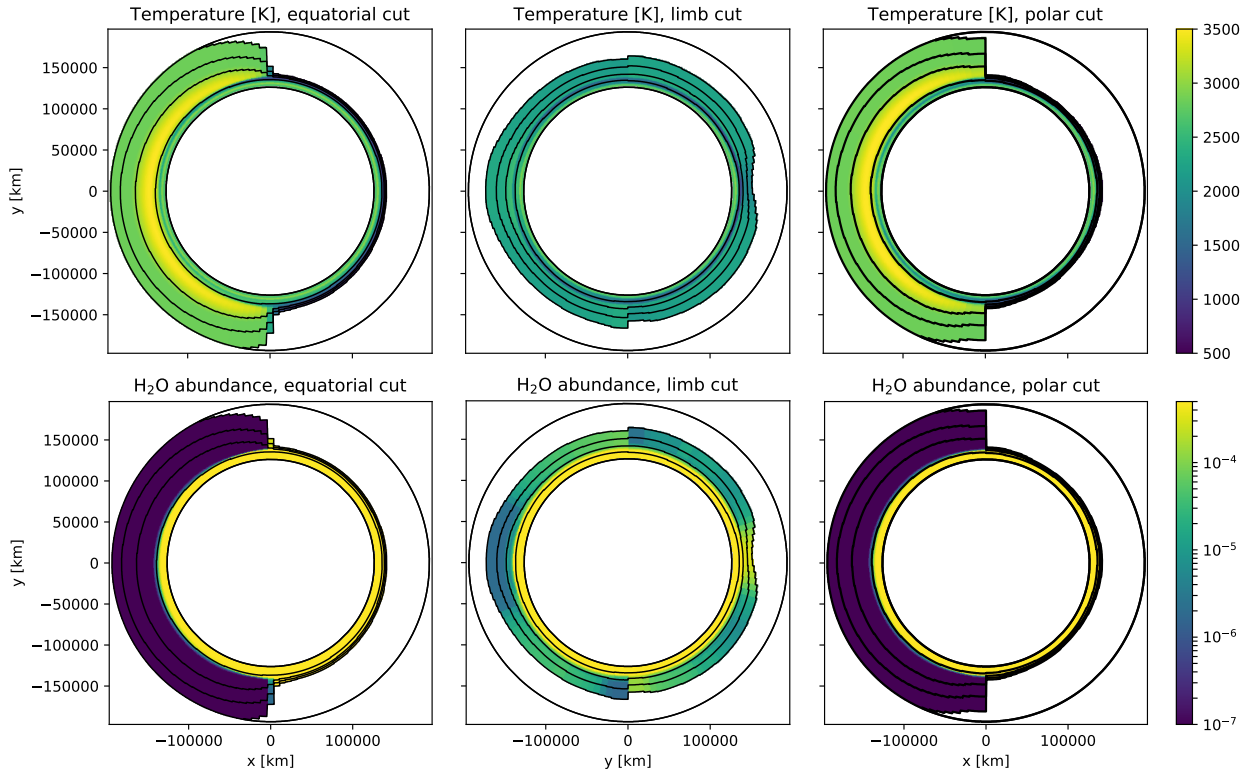 Temperature [K], equatorial cut
Temperature [K], limb cut
Temperature [K], polar cut
y [km]
150000
100000
50000
0
−50000
−100000
−150000
−100000
0
100000
3500
3000
2500
2000
1500
1000
500
H₂O abundance, equatorial cut
H₂O abundance, limb cut
H₂O abundance, polar cut
y [km]
150000
100000
50000
0
−50000
−100000
−150000
−100000 0 100000
−100000 0 100000
−100000 0 100000
x [km]
y [km]
x [km]
10⁻⁴
10⁻⁵
10⁻⁶
10⁻⁷